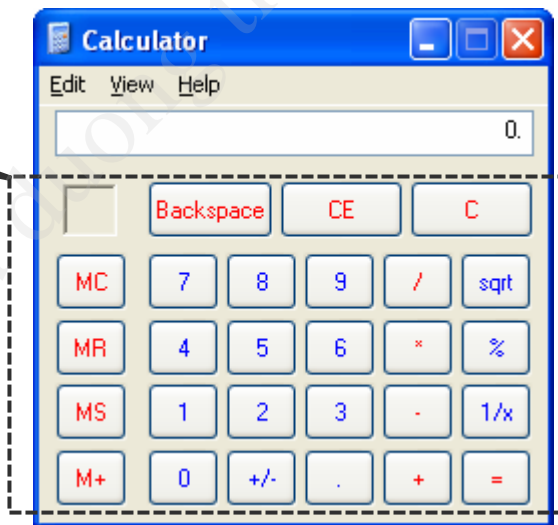 Calculator
Edit View Help
0.
Backspace CE C
MC 7 8 9 / sqrt
MR 4 5 6 * %
MS 1 2 3 - 1/x
M+ 0 +/- . + =